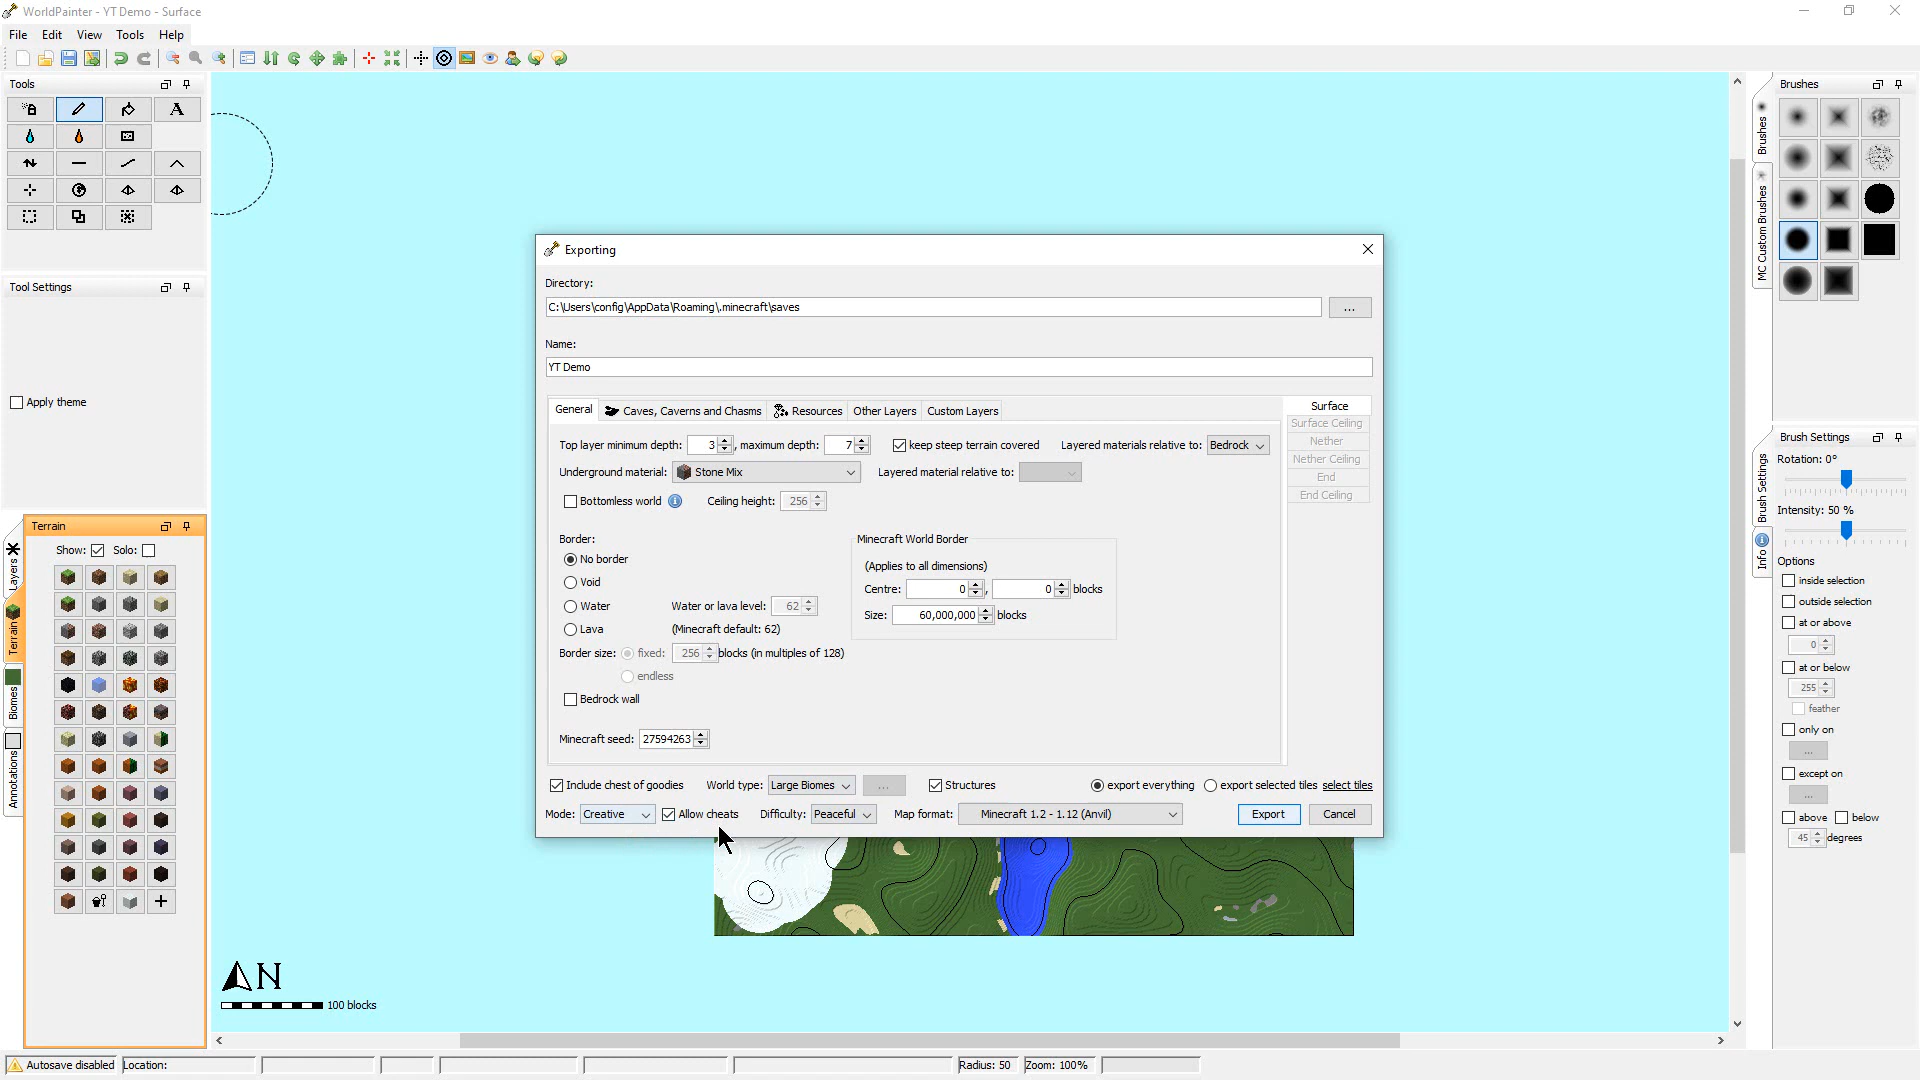 WorldPainter - YT Demo - Surface
File Edit View Tools Help
Tools
A
Tool Settings
Apply theme
Terrain
Show: Solo:
Layers
Terrain
Biomes
Annotations
N
100 blocks
Exporting
Directory:
C:\Users\config\AppData\Roaming\.minecraft\saves
...
Name:
YT Demo
General Caves, Caverns and Chasms Resources Other Layers Custom Layers
Top layer minimum depth: 3 , maximum depth: 7 keep steep terrain covered Layered materials relative to: Bedrock
Underground material: Stone Mix Layered material relative to:
Bottomless world Ceiling height: 256
Border:
No border
Void
Water Water or lava level: 62
Lava (Minecraft default: 62)
Border size: fixed: 256 blocks (in multiples of 128)
endless
Bedrock wall
Minecraft World Border
(Applies to all dimensions)
Centre: 0 , 0 blocks
Size: 60,000,000 blocks
Minecraft seed: 27594263
Surface
Surface Ceiling
Nether
Nether Ceiling
End
End Ceiling
Include chest of goodies World type: Large Biomes ... Structures export everything export selected tiles select tiles
Mode: Creative Allow cheats Difficulty: Peaceful Map format: Minecraft 1.2 - 1.12 (Anvil) Export Cancel
Brushes
Brushes
MC Custom Brushes
Brush Settings
Info
Brush Settings
Rotation: 0°
Intensity: 50 %
Options
inside selection
outside selection
at or above
0
at or below
255
feather
only on
...
except on
...
above below
45 degrees
Autosave disabled Location: Radius: 50 Zoom: 100%